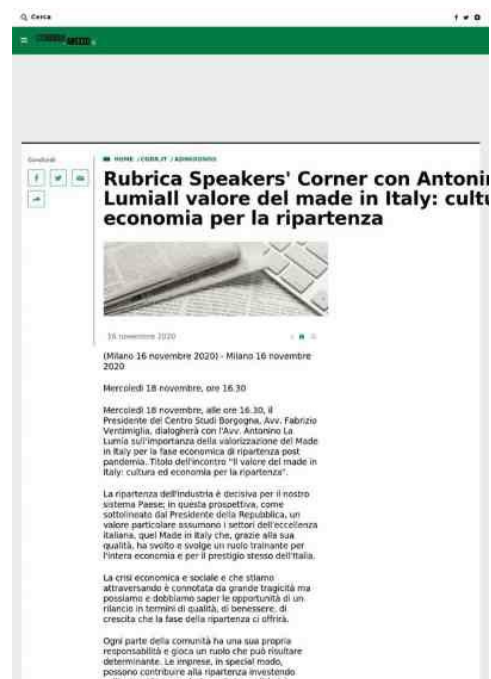 Cerca
CORRIERE
AREZZO
Condividi:
HOME / CORR.IT / ADNKRONOS
Rubrica Speakers' Corner con Antonin
LumiaIl valore del made in Italy: cultu
economia per la ripartenza
16 novembre 2020
(Milano 16 novembre 2020) - Milano 16 novembre
2020
Mercoledì 18 novembre, ore 16.30
Mercoledì 18 novembre, alle ore 16.30, il
Presidente del Centro Studi Borgogna, Avv. Fabrizio
Ventimiglia, dialogherà con l'Avv. Antonino La
Lumia sull'importanza della valorizzazione del Made
in Italy per la fase economica di ripartenza post
pandemia. Titolo dell'incontro "Il valore del made in
Italy: cultura ed economia per la ripartenza".
La ripartenza dell'industria è decisiva per il nostro
sistema Paese; in questa prospettiva, come
sottolineato dal Presidente della Repubblica, un
valore particolare assumono i settori dell'eccellenza
italiana, quel Made in Italy che, grazie alla sua
qualità, ha svolto e svolge un ruolo trainante per
l'intera economia e per il prestigio stesso dell'Italia.
La crisi economica e sociale e che stiamo
attraversando è connotata da grande tragicità ma
possiamo e dobbiamo saper le opportunità di un
rilancio in termini di qualità, di benessere, di
crescita che la fase della ripartenza ci offrirà.
Ogni parte della comunità ha una sua propria
responsabilità e gioca un ruolo che può risultare
determinante. Le imprese, in special modo,
possono contribuire alla ripartenza investendo